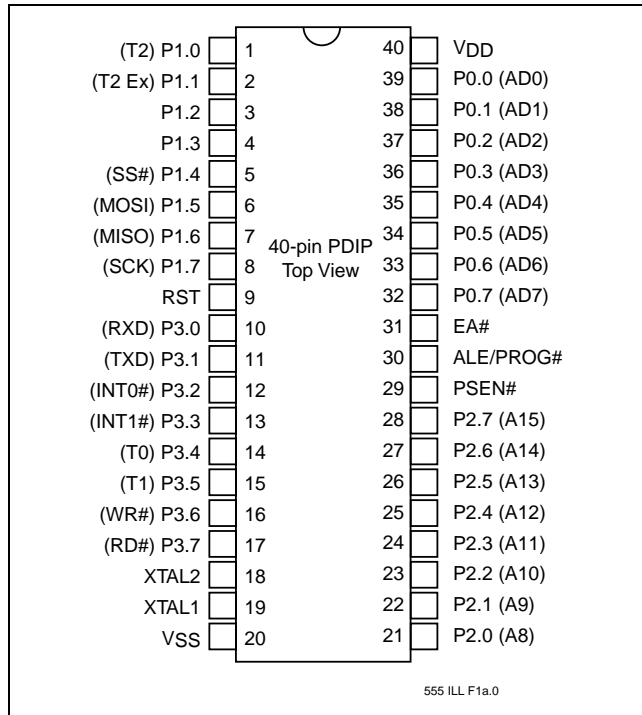 (T2) P1.0 1 40 VDD
(T2 Ex) P1.1 2 39 P0.0 (AD0)
P1.2 3 38 P0.1 (AD1)
P1.3 4 37 P0.2 (AD2)
(SS#) P1.4 5 36 P0.3 (AD3)
(MOSI) P1.5 6 35 P0.4 (AD4)
(MISO) P1.6 7 34 P0.5 (AD5)
40-pin PDIP
(SCK) P1.7 8 33 P0.6 (AD6)
Top View
RST 9 32 P0.7 (AD7)
(RXD) P3.0 10 31 EA#
(TXD) P3.1 11 30 ALE/PROG#
(INT0#) P3.2 12 29 PSEN#
(INT1#) P3.3 13 28 P2.7 (A15)
(T0) P3.4 14 27 P2.6 (A14)
(T1) P3.5 15 26 P2.5 (A13)
(WR#) P3.6 16 25 P2.4 (A12)
(RD#) P3.7 17 24 P2.3 (A11)
XTAL2 18 23 P2.2 (A10)
XTAL1 19 22 P2.1 (A9)
VSS 20 21 P2.0 (A8)
555 ILL F1a.0